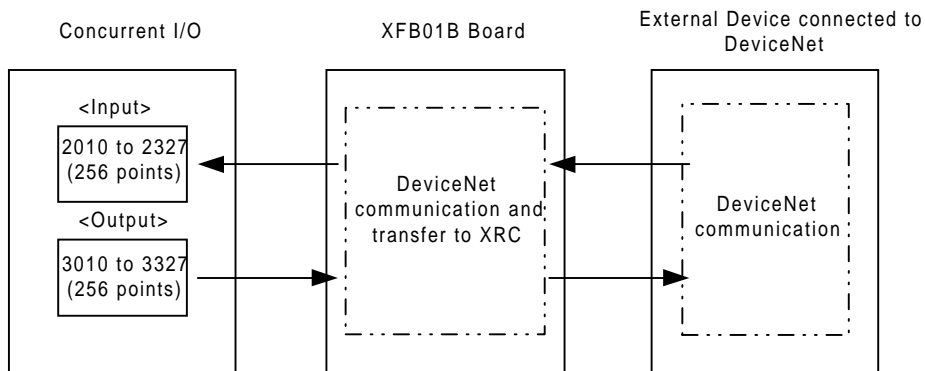 Concurrent I/O
XFB01B Board
External Device connected to
DeviceNet
<Input>
2010 to 2327
(256 points)
<Output>
3010 to 3327
(256 points)
DeviceNet
communication and
transfer to XRC
DeviceNet
communication